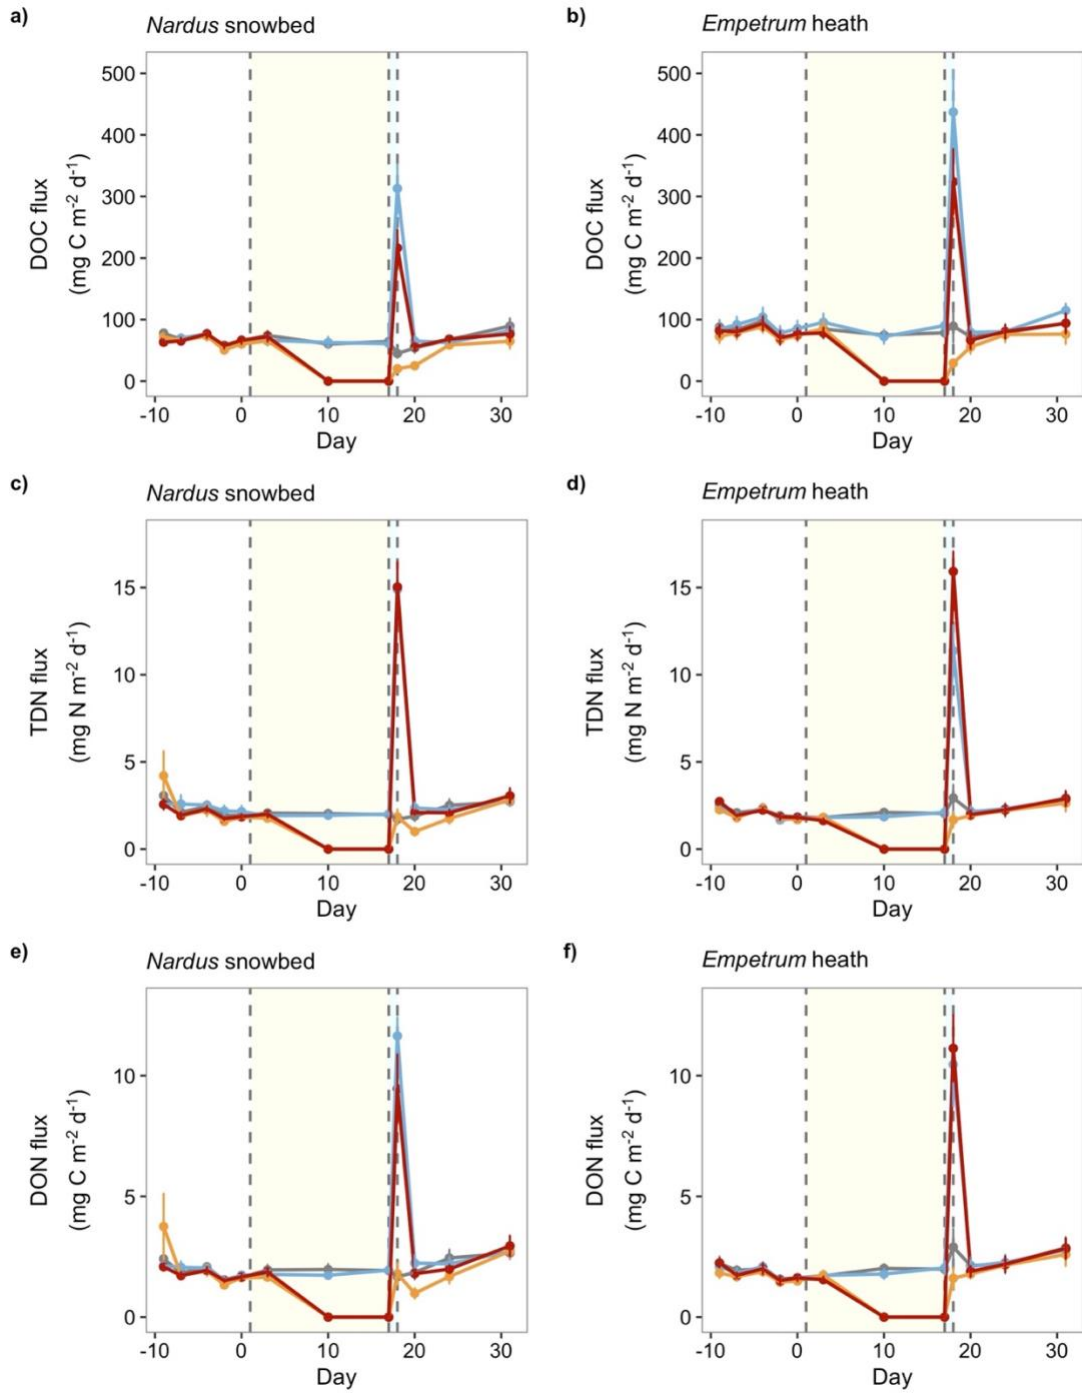 a)
Nardus snowbed
500
400
300
200
100
0
DOC flux
(mg C m-2 d-1)
-10 0 10 20 30
Day
b)
Empetrum heath
500
400
300
200
100
0
DOC flux
(mg C m-2 d-1)
-10 0 10 20 30
Day
c)
Nardus snowbed
15
10
5
0
TDN flux
(mg N m-2 d-1)
-10 0 10 20 30
Day
d)
Empetrum heath
15
10
5
0
TDN flux
(mg N m-2 d-1)
-10 0 10 20 30
Day
e)
Nardus snowbed
10
5
0
DON flux
(mg C m-2 d-1)
-10 0 10 20 30
Day
f)
Empetrum heath
10
5
0
DON flux
(mg C m-2 d-1)
-10 0 10 20 30
Day